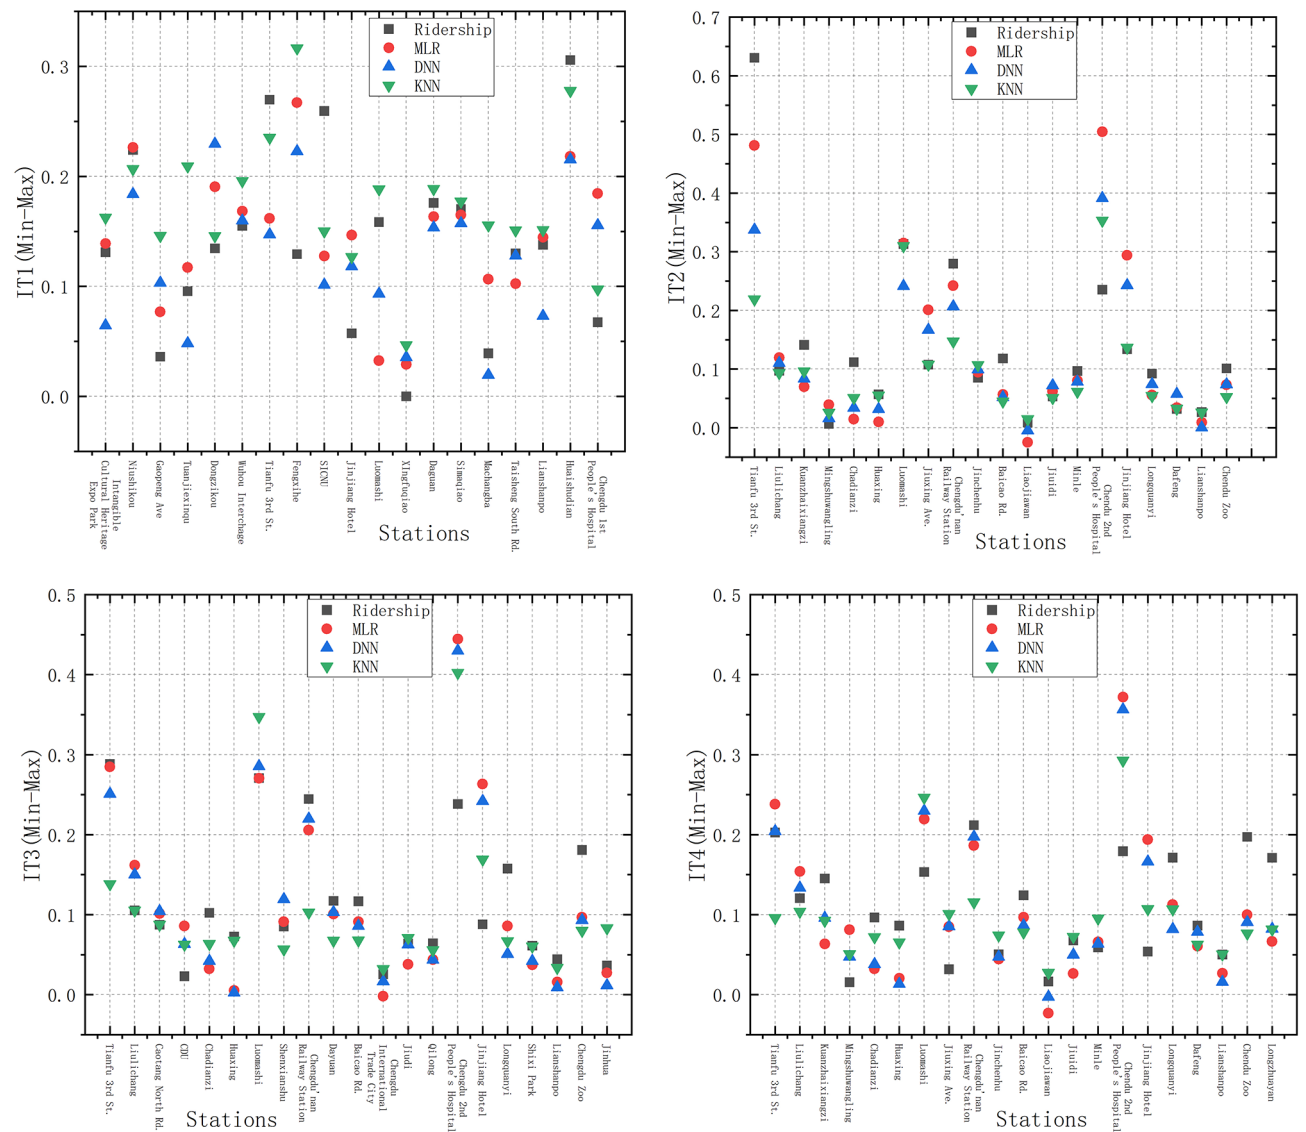 Ridership
MLR
DNN
KNN
0.3
0.2
0.1
0.0
IT1(Min-Max)
Intangible
Cultural Heritage
Expo Park
Niushikou
Gaopeng Ave
Tuanjiexinqu
Dongzikou
Wuhou Interchage
Tianfu 3rd St.
Fengxihe
SICNU
Jinjiang Hotel
Luomashi
XIngfuqiao
Daguan
Simaqiao
Machangba
Taisheng South Rd.
Lianshanpo
Huaishudian
Chengdu 1st
People's Hospital
Stations
Ridership
MLR
DNN
KNN
0.7
0.6
0.5
0.4
0.3
0.2
0.1
0.0
IT2(Min-Max)
Tianfu 3rd St.
Liulichang
Kuanzhaixiangzi
Mingshuwangling
Chadianzi
Huaxing
Luomashi
Jiuxing Ave.
Chengdu'nan
Railway Station
Jinchenhu
Baicao Rd.
Liaojiawan
Jiuidi
Minle
Chendu 2nd
People's Hospital
Jinjiang Hotel
Longquanyi
Dafeng
Lianshanpo
Chendu Zoo
Stations
Ridership
MLR
DNN
KNN
0.5
0.4
0.3
0.2
0.1
0.0
IT3(Min-Max)
Tianfu 3rd St.
Liulichang
Caotang North Rd.
CDU
Chadianzi
Huaxing
Luomashi
Shenxianshu
Chengdu'nan
Railway Station
Dayuan
Baicao Rd.
Chengdu
International
Trade City
Jiudi
Qilong
Chengdu 2nd
People's Hospital
Jinjiang Hotel
Longquanyi
Shixi Park
Lianshanpo
Chengdu Zoo
Jinhua
Stations
Ridership
MLR
DNN
KNN
0.5
0.4
0.3
0.2
0.1
0.0
IT4(Min-Max)
Tianfu 3rd St.
Liulichang
Kuanzhaixiangzi
Mingshuwangling
Chadianzi
Huaxing
Luomashi
Jiuxing Ave.
Chengdu'nan
Railway Station
Jinchenhu
Baicao Rd.
Liaojiawan
Jiuidi
Minle
Chendu 2nd
People's Hospital
Jinjiang Hotel
Longquanyi
Dafeng
Lianshanpo
Chendu Zoo
Longzhuayan
Stations